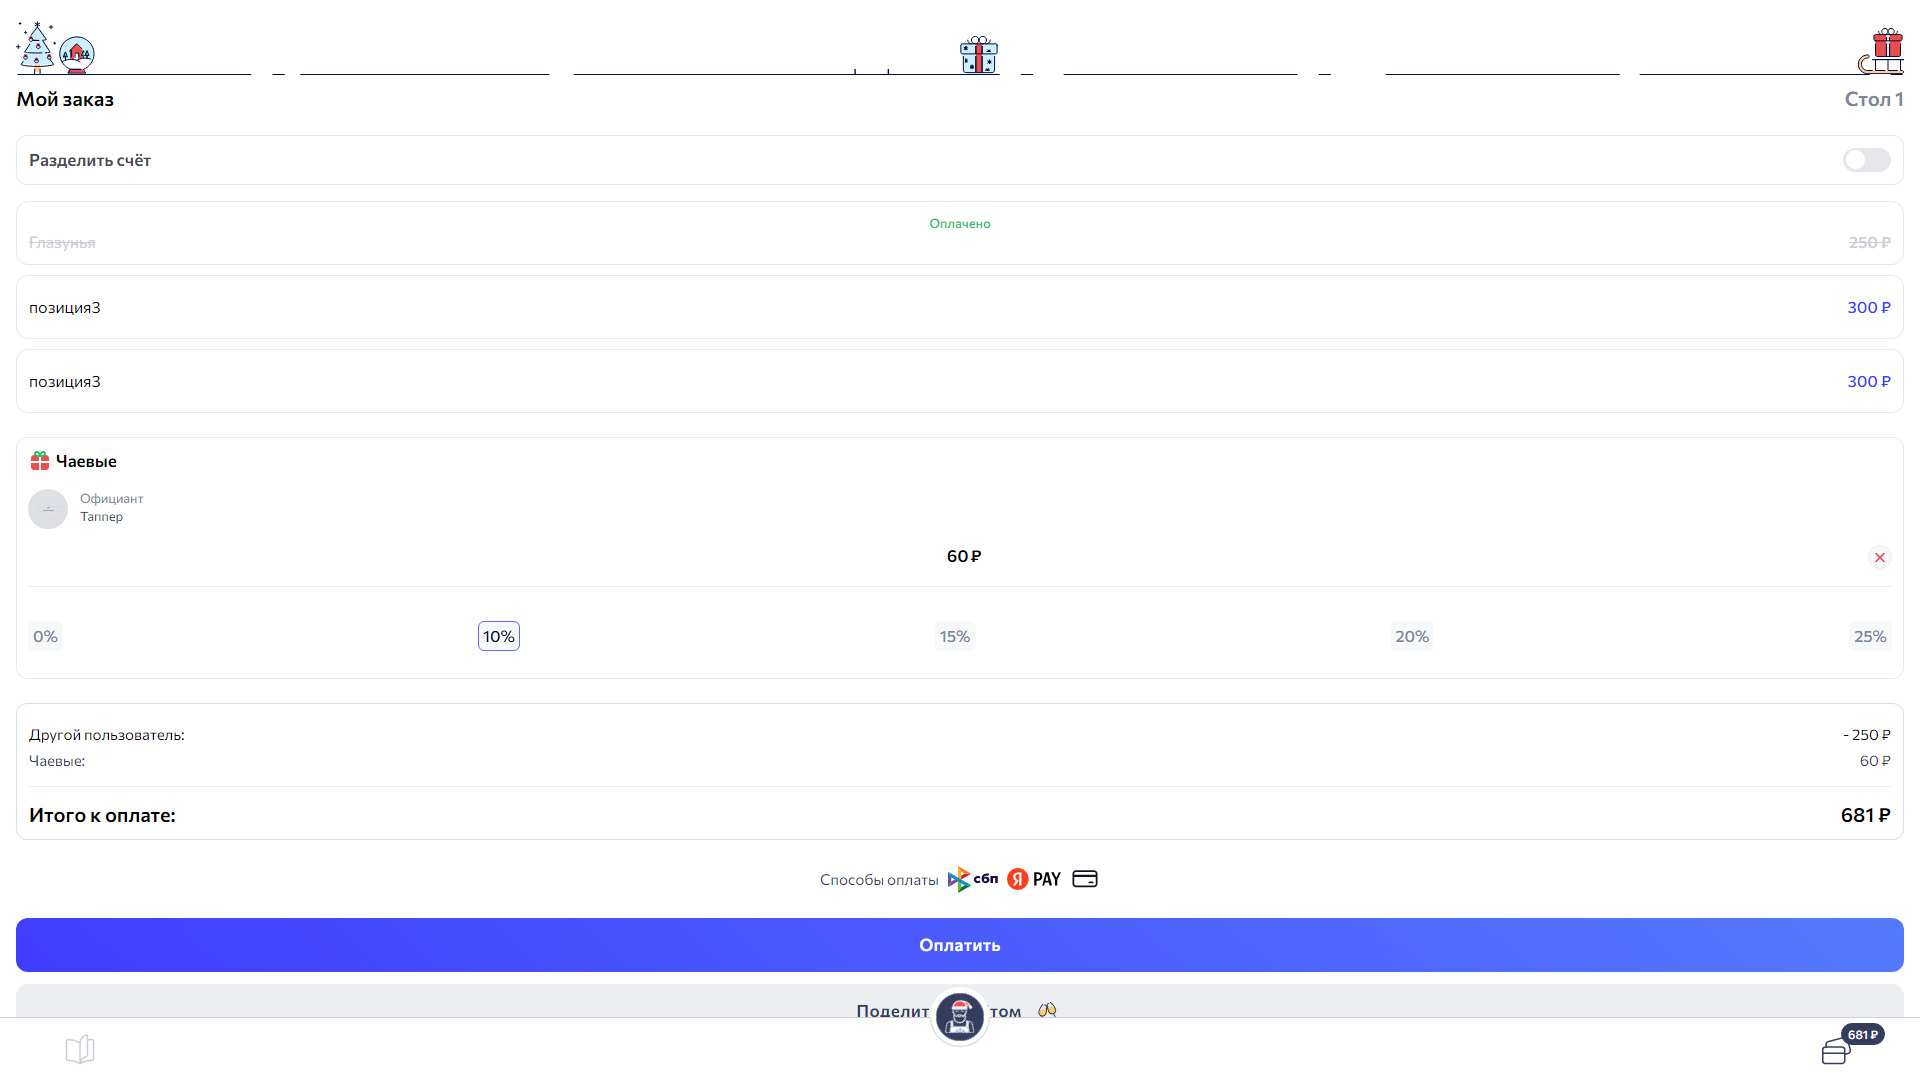 Мой заказ
Стол 1
Разделить счёт
Оплачено
Глазунья
250 ₽
позиция3
300 ₽
позиция3
300 ₽
Чаевые
Официант
Таппер
60 ₽
0%
10%
15%
20%
25%
Другой пользователь:
- 250 ₽
Чаевые:
60 ₽
Итого к оплате:
681 ₽
Способы оплаты
сбп
Я PAY
Оплатить
Поделит
том
681 ₽